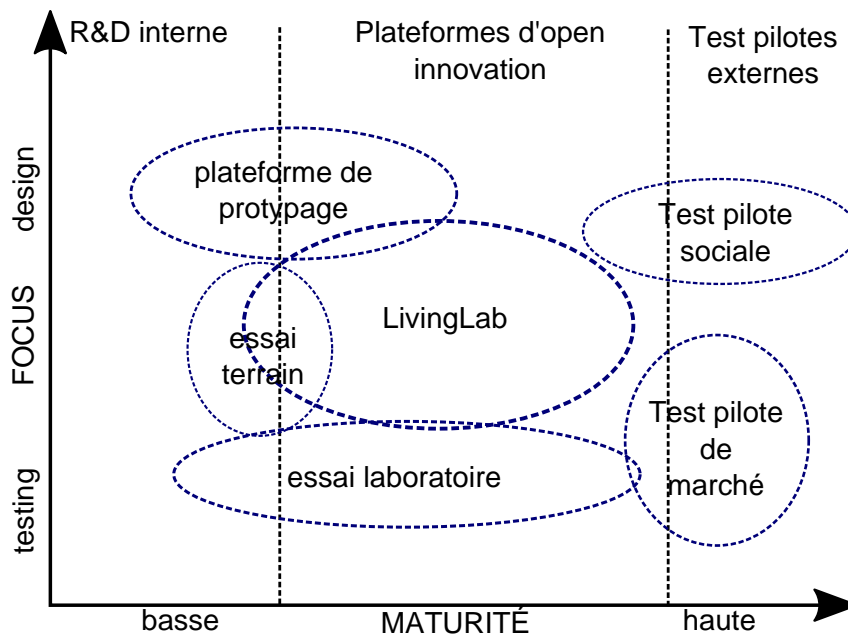 R&D interne
Plateformes d'open
innovation
Test pilotes
externes
design
FOCUS
testing
plateforme de
protypage
Test pilote
sociale
LivingLab
essai
terrain
Test pilote
de
marché
essai laboratoire
basse
MATURITÉ
haute